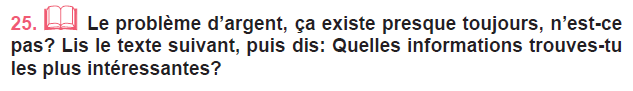 25. Le problème d'argent, ça existe presque toujours, n'est-ce
pas? Lis le texte suivant, puis dis: Quelles informations trouves-tu
les plus intéressantes?